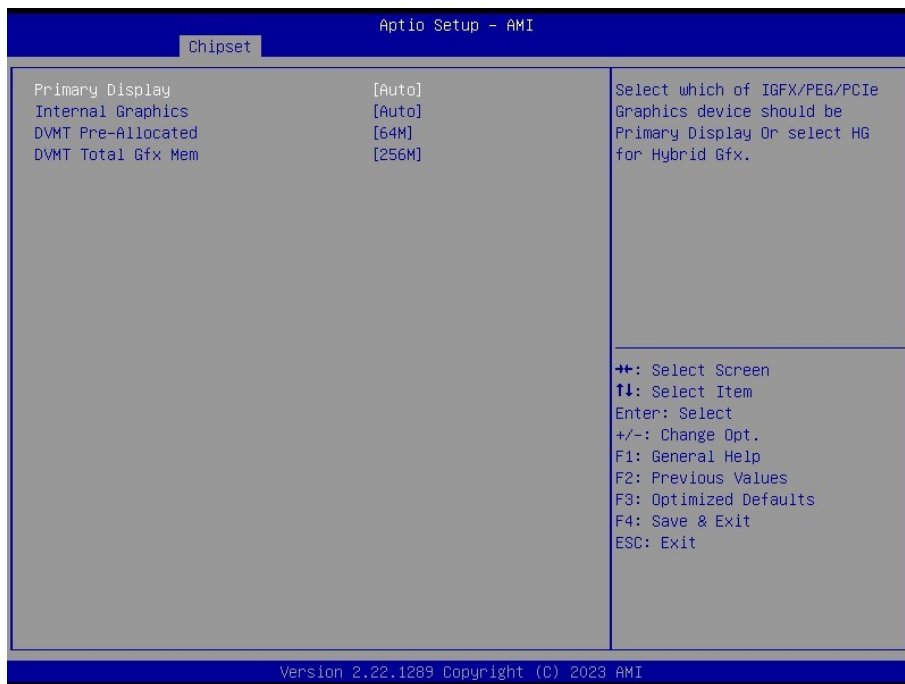 Aptio Setup – AMI
Chipset
Primary Display [Auto]
Internal Graphics [Auto]
DVMT Pre-Allocated [64M]
DVMT Total Gfx Mem [256M]
Select which of IGFX/PEG/PCIe
Graphics device should be
Primary Display Or select HG
for Hybrid Gfx.
→←: Select Screen
↑↓: Select Item
Enter: Select
+/-: Change Opt.
F1: General Help
F2: Previous Values
F3: Optimized Defaults
F4: Save & Exit
ESC: Exit
Version 2.22.1289 Copyright (C) 2023 AMI